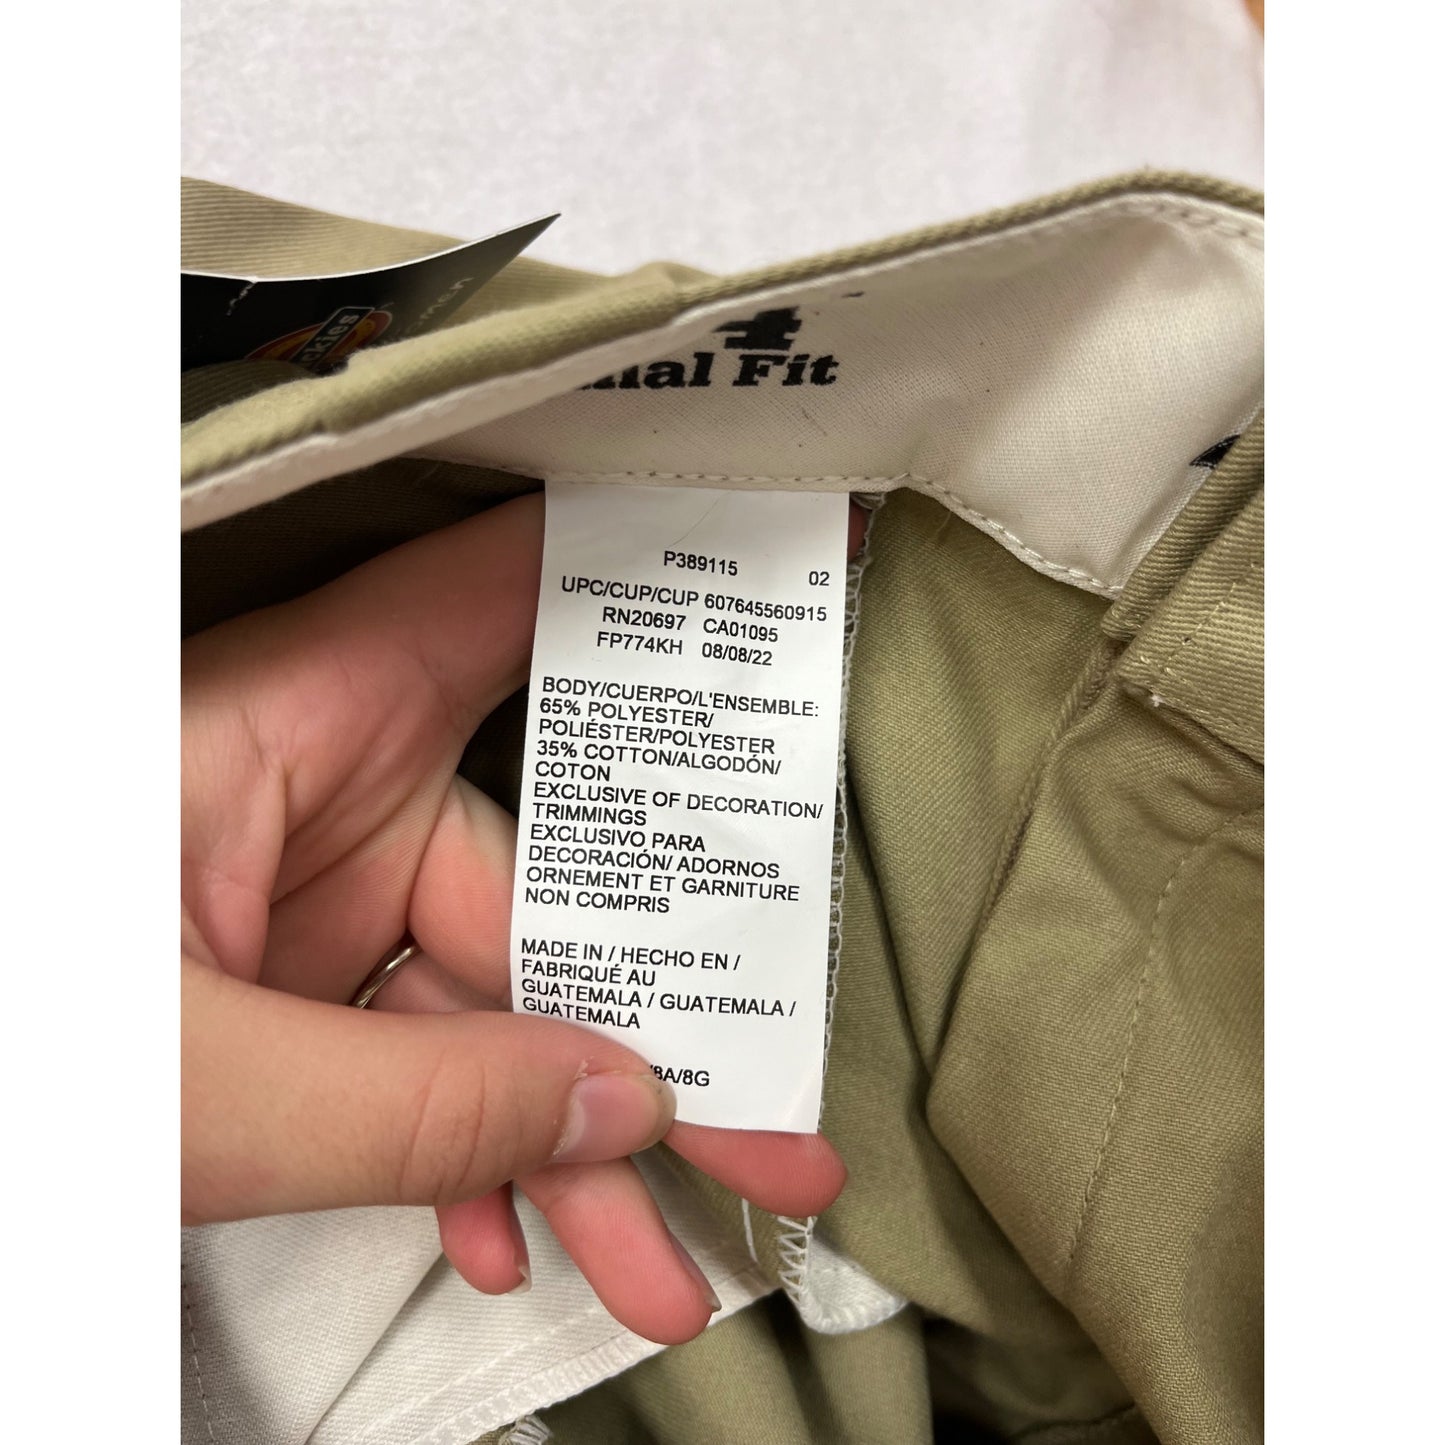 women
Fit
P389115 02
UPC/CUP/CUP 607645560915
RN20697 CA01095
FP774KH 08/08/22
BODY/CUERPO/L'ENSEMBLE:
65% POLYESTER/
POLIÉSTER/POLYESTER
35% COTTON/ALGODÓN/
COTON
EXCLUSIVE OF DECORATION/
TRIMMINGS
EXCLUSIVO PARA
DECORACIÓN/ ADORNOS
ORNEMENT ET GARNITURE
NON COMPRIS
MADE IN / HECHO EN /
FABRIQUÉ AU
GUATEMALA / GUATEMALA /
GUATEMALA
/8A/8G